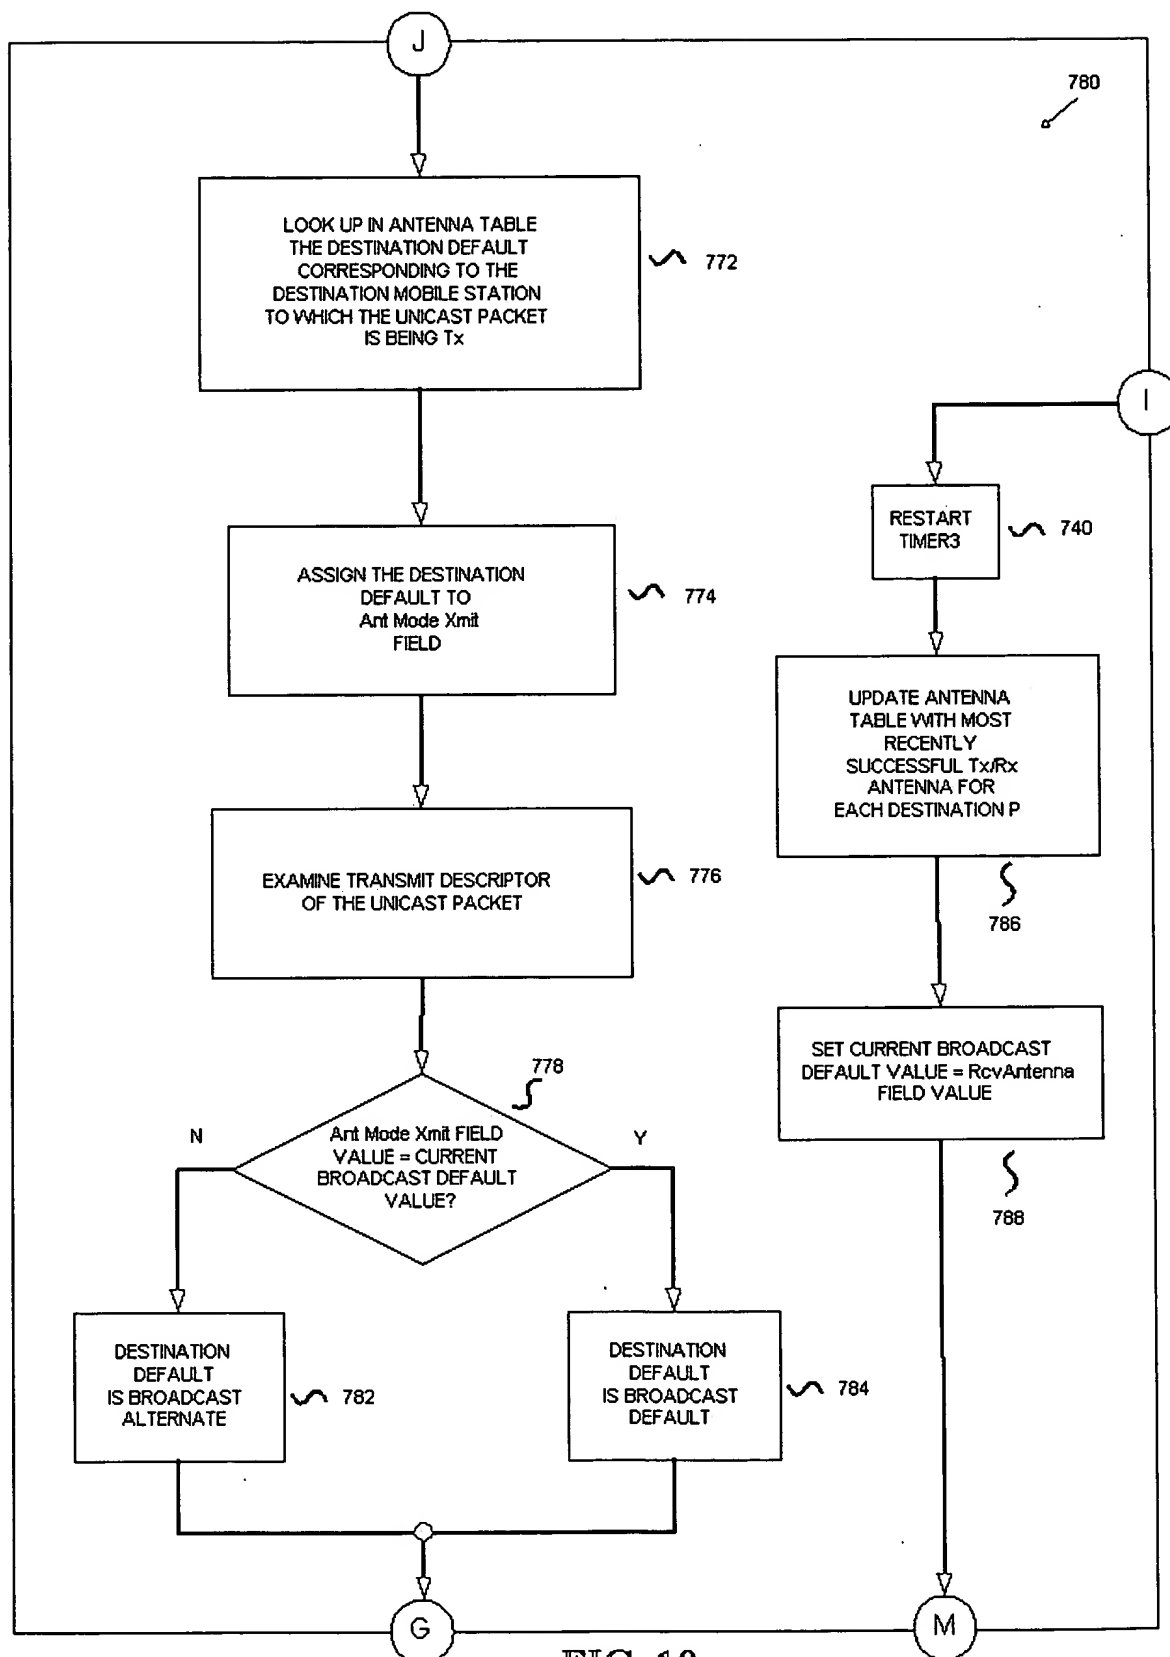 J
780
LOOK UP IN ANTENNA TABLE
THE DESTINATION DEFAULT
CORRESPONDING TO THE
DESTINATION MOBILE STATION
TO WHICH THE UNICAST PACKET
IS BEING Tx
772
I
RESTART
TIMER3
740
ASSIGN THE DESTINATION
DEFAULT TO
Ant Mode Xmit
FIELD
774
UPDATE ANTENNA
TABLE WITH MOST
RECENTLY
SUCCESSFUL Tx/Rx
ANTENNA FOR
EACH DESTINATION P
786
EXAMINE TRANSMIT DESCRIPTOR
OF THE UNICAST PACKET
776
SET CURRENT BROADCAST
DEFAULT VALUE = RcvAntenna
FIELD VALUE
788
778
Ant Mode Xmit FIELD
VALUE = CURRENT
BROADCAST DEFAULT
VALUE?
N
Y
DESTINATION
DEFAULT
IS BROADCAST
ALTERNATE
782
DESTINATION
DEFAULT
IS BROADCAST
DEFAULT
784
G
M
FIG.